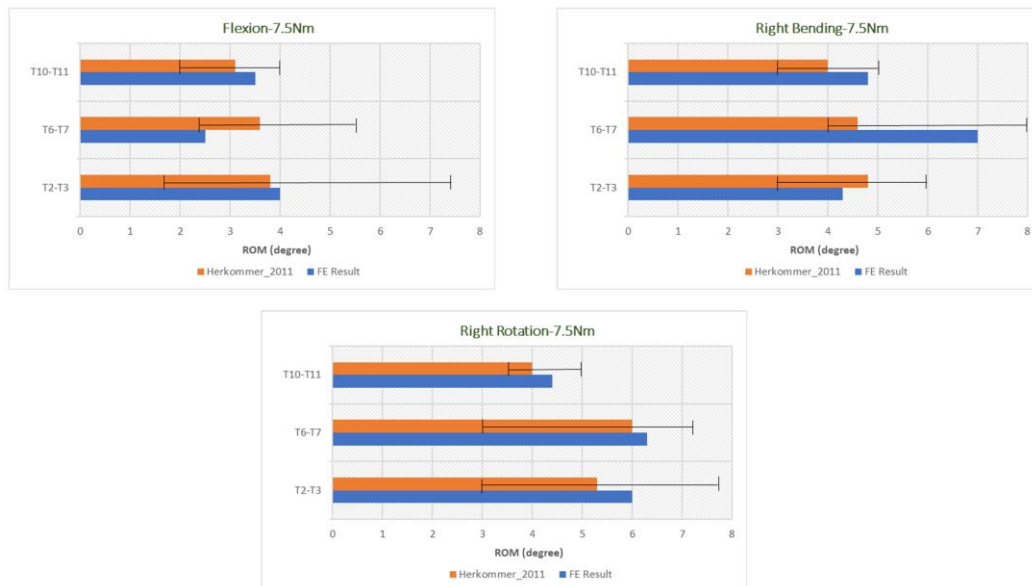 Flexion-7.5Nm
T10-T11
T6-T7
T2-T3
0 1 2 3 4 5 6 7 8
ROM (degree)
Herkommer_2011 FE Result
Right Bending-7.5Nm
T10-T11
T6-T7
T2-T3
0 1 2 3 4 5 6 7 8
ROM (degree)
Herkommer_2011 FE Result
Right Rotation-7.5Nm
T10-T11
T6-T7
T2-T3
0 1 2 3 4 5 6 7 8
ROM (degree)
Herkommer_2011 FE Result